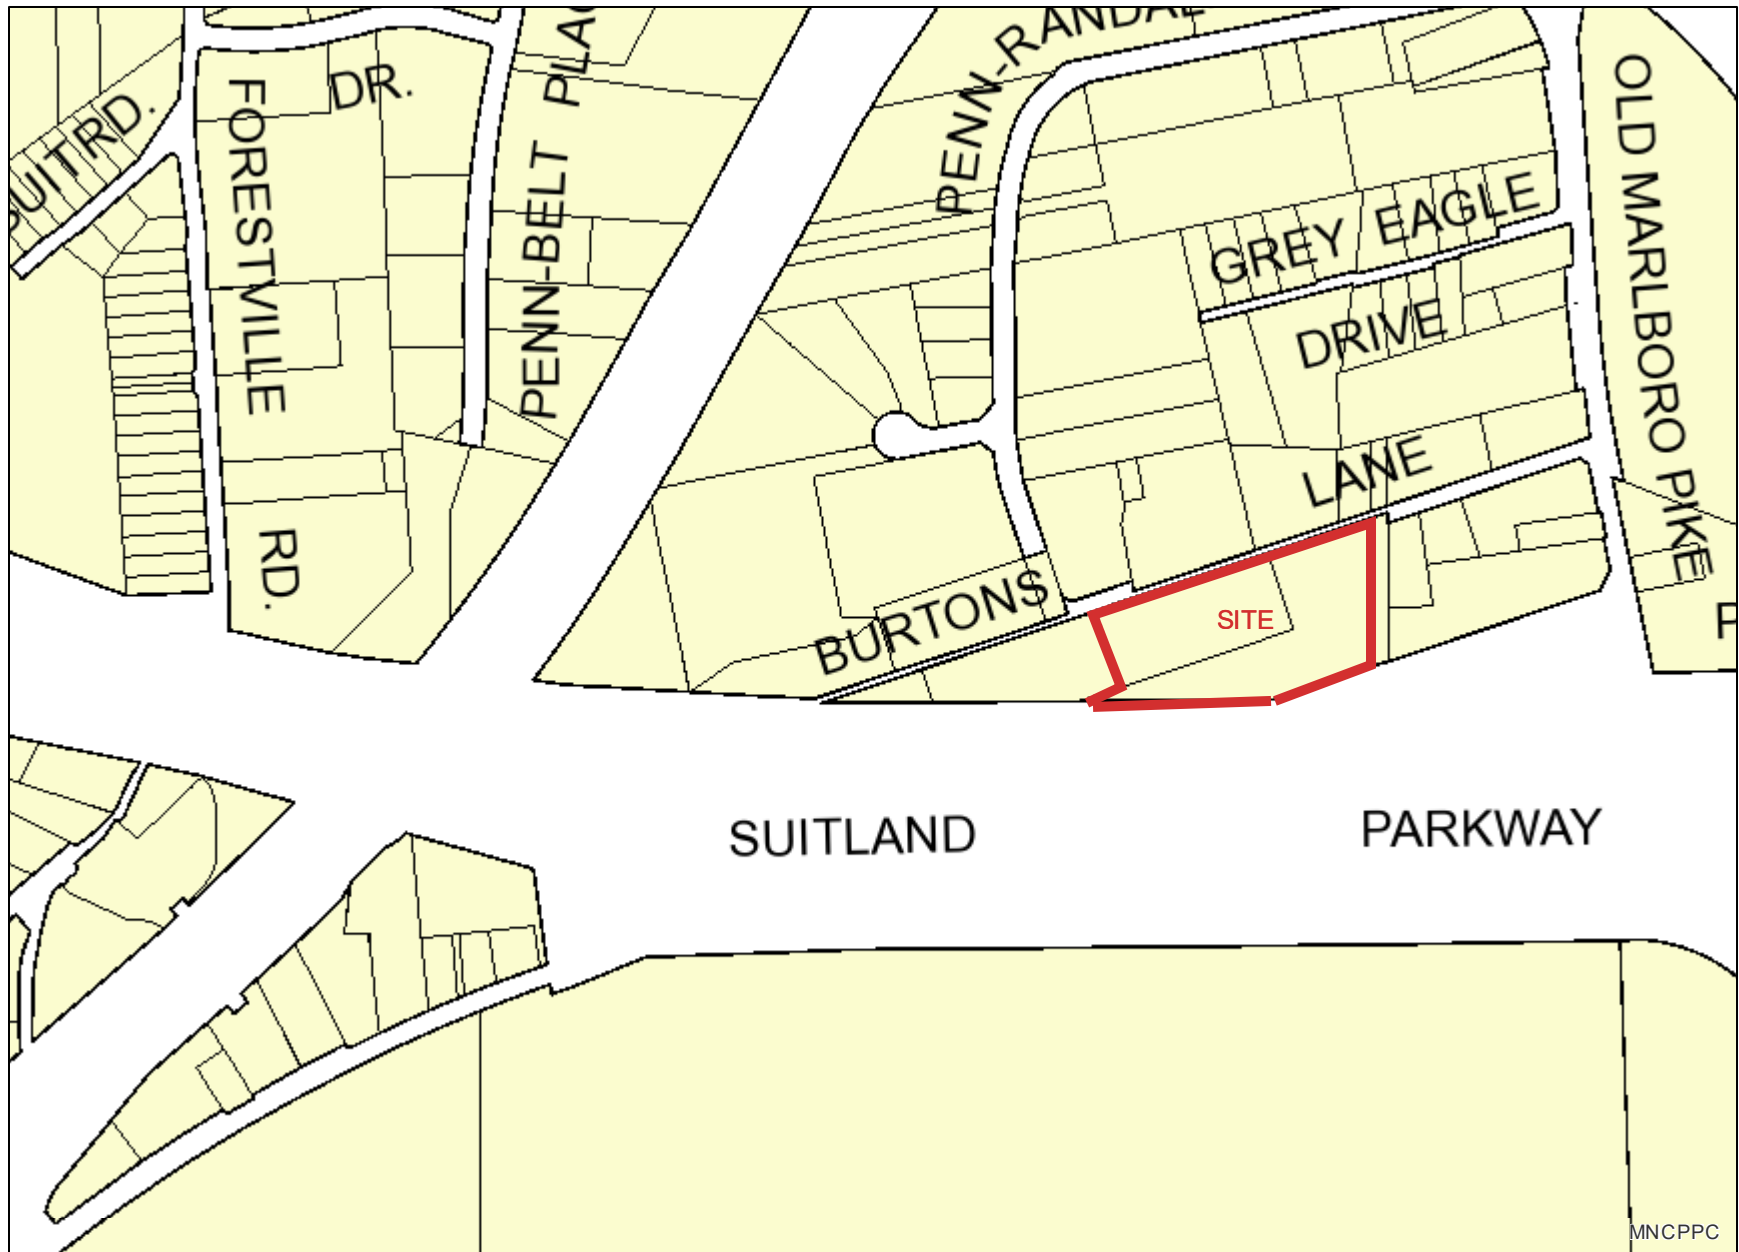 DR.
PENN-BELT
FORESTVILLE
RD.
OLD MARLBORO PIKE
GREY EAGLE
DRIVE
LANE
BURTONS
SITE
SUITLAND
PARKWAY
MNCPPC